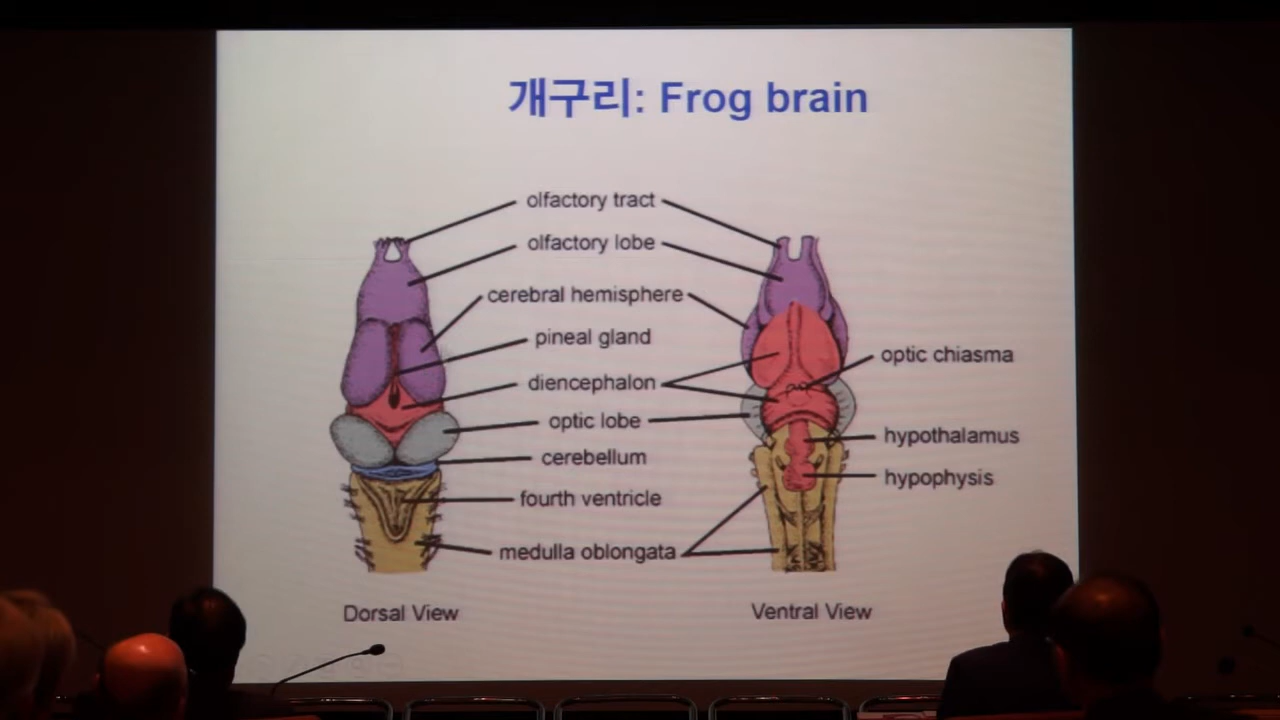 개구리: Frog brain
olfactory tract
olfactory lobe
cerebral hemisphere
pineal gland
diencephalon
optic lobe
cerebellum
fourth ventricle
medulla oblongata
optic chiasma
hypothalamus
hypophysis
Dorsal View
Ventral View